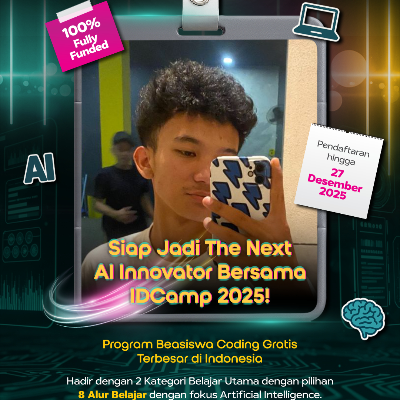 100%
Fully
Funded
AI
Pendaftaran
hingga
27
Desember
2025
Siap Jadi The Next
AI Innovator Bersama
IDCamp 2025!
Program Beasiswa Coding Gratis
Terbesar di Indonesia
Hadir dengan 2 Kategori Belajar Utama dengan pilihan
8 Alur Belajar dengan fokus Artificial Intelligence.